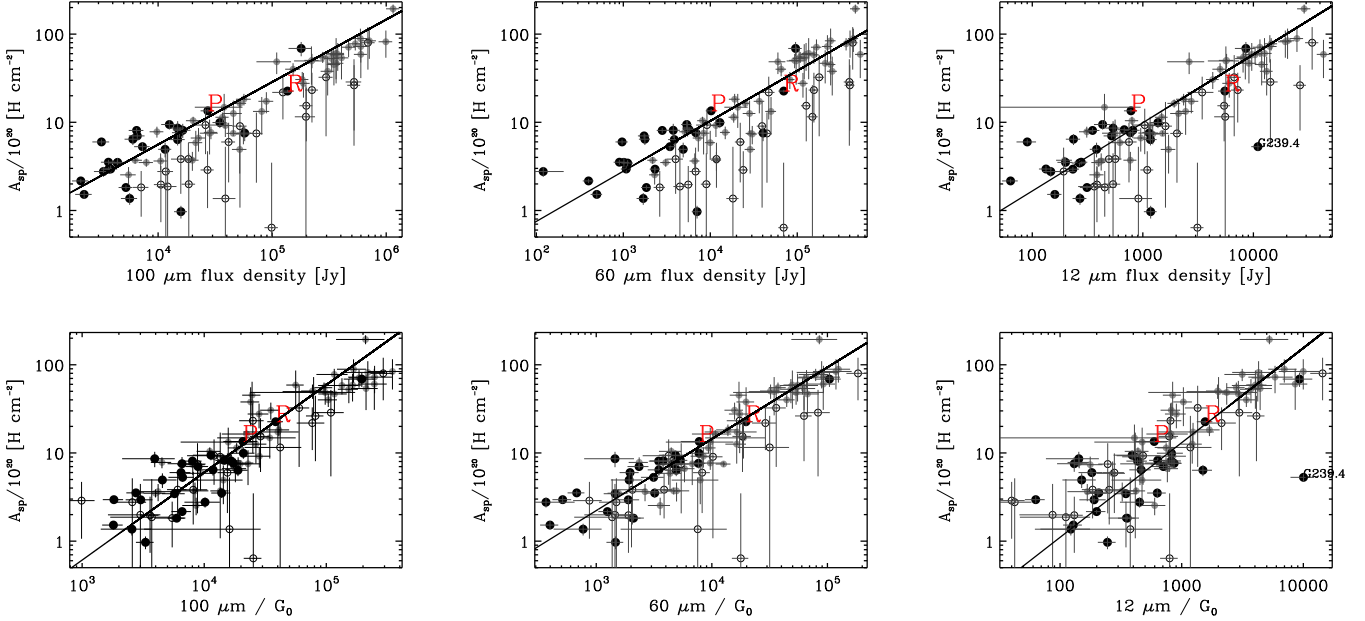 100
10
1
A_sp/10^20 [H cm^-2]
P
R
10^4 10^5 10^6
100 μm flux density [Jy]
100
10
1
A_sp/10^20 [H cm^-2]
P
R
10^2 10^3 10^4 10^5
60 μm flux density [Jy]
100
10
1
A_sp/10^20 [H cm^-2]
P
R
G239.4
100 1000 10000
12 μm flux density [Jy]
100
10
1
A_sp/10^20 [H cm^-2]
P
R
10^3 10^4 10^5
100 μm / G_0
100
10
1
A_sp/10^20 [H cm^-2]
P
R
10^3 10^4 10^5
60 μm / G_0
100
10
1
A_sp/10^20 [H cm^-2]
P
R
G239.4
100 1000 10000
12 μm / G_0